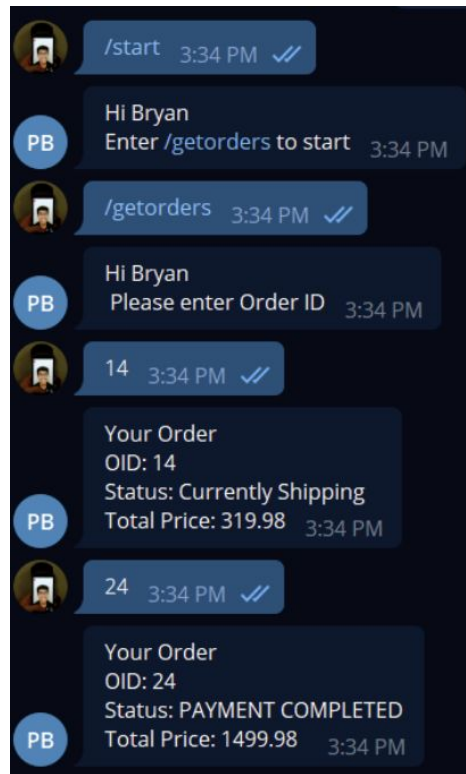 /start 3:34 PM
Hi Bryan
PB Enter /getorders to start 3:34 PM
/getorders 3:34 PM
Hi Bryan
PB Please enter Order ID 3:34 PM
14 3:34 PM
Your Order
OID: 14
Status: Currently Shipping
PB Total Price: 319.98 3:34 PM
24 3:34 PM
Your Order
OID: 24
Status: PAYMENT COMPLETED
PB Total Price: 1499.98 3:34 PM